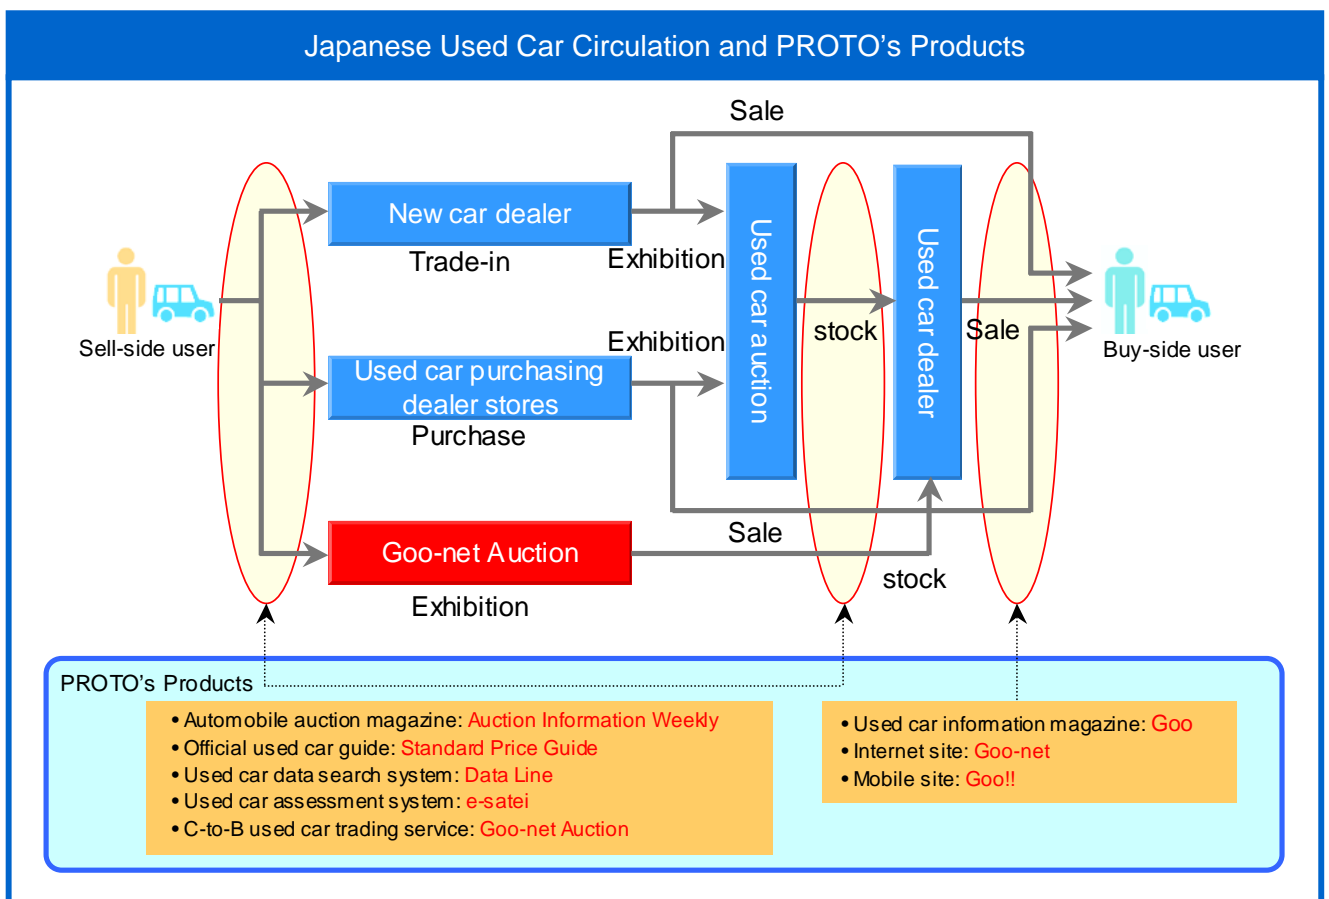 Japanese Used Car Circulation and PROTO's Products
Sale
New car dealer
Trade-in
Exhibition
Used car auction
Used car dealer
Sell-side user
Exhibition
stock
Sale
Buy-side user
Used car purchasing
dealer stores
Purchase
Sale
Goo-net Auction
stock
Exhibition
PROTO's Products
• Automobile auction magazine: Auction Information Weekly
• Official used car guide: Standard Price Guide
• Used car data search system: Data Line
• Used car assessment system: e-satei
• C-to-B used car trading service: Goo-net Auction
• Used car information magazine: Goo
• Internet site: Goo-net
• Mobile site: Goo!!